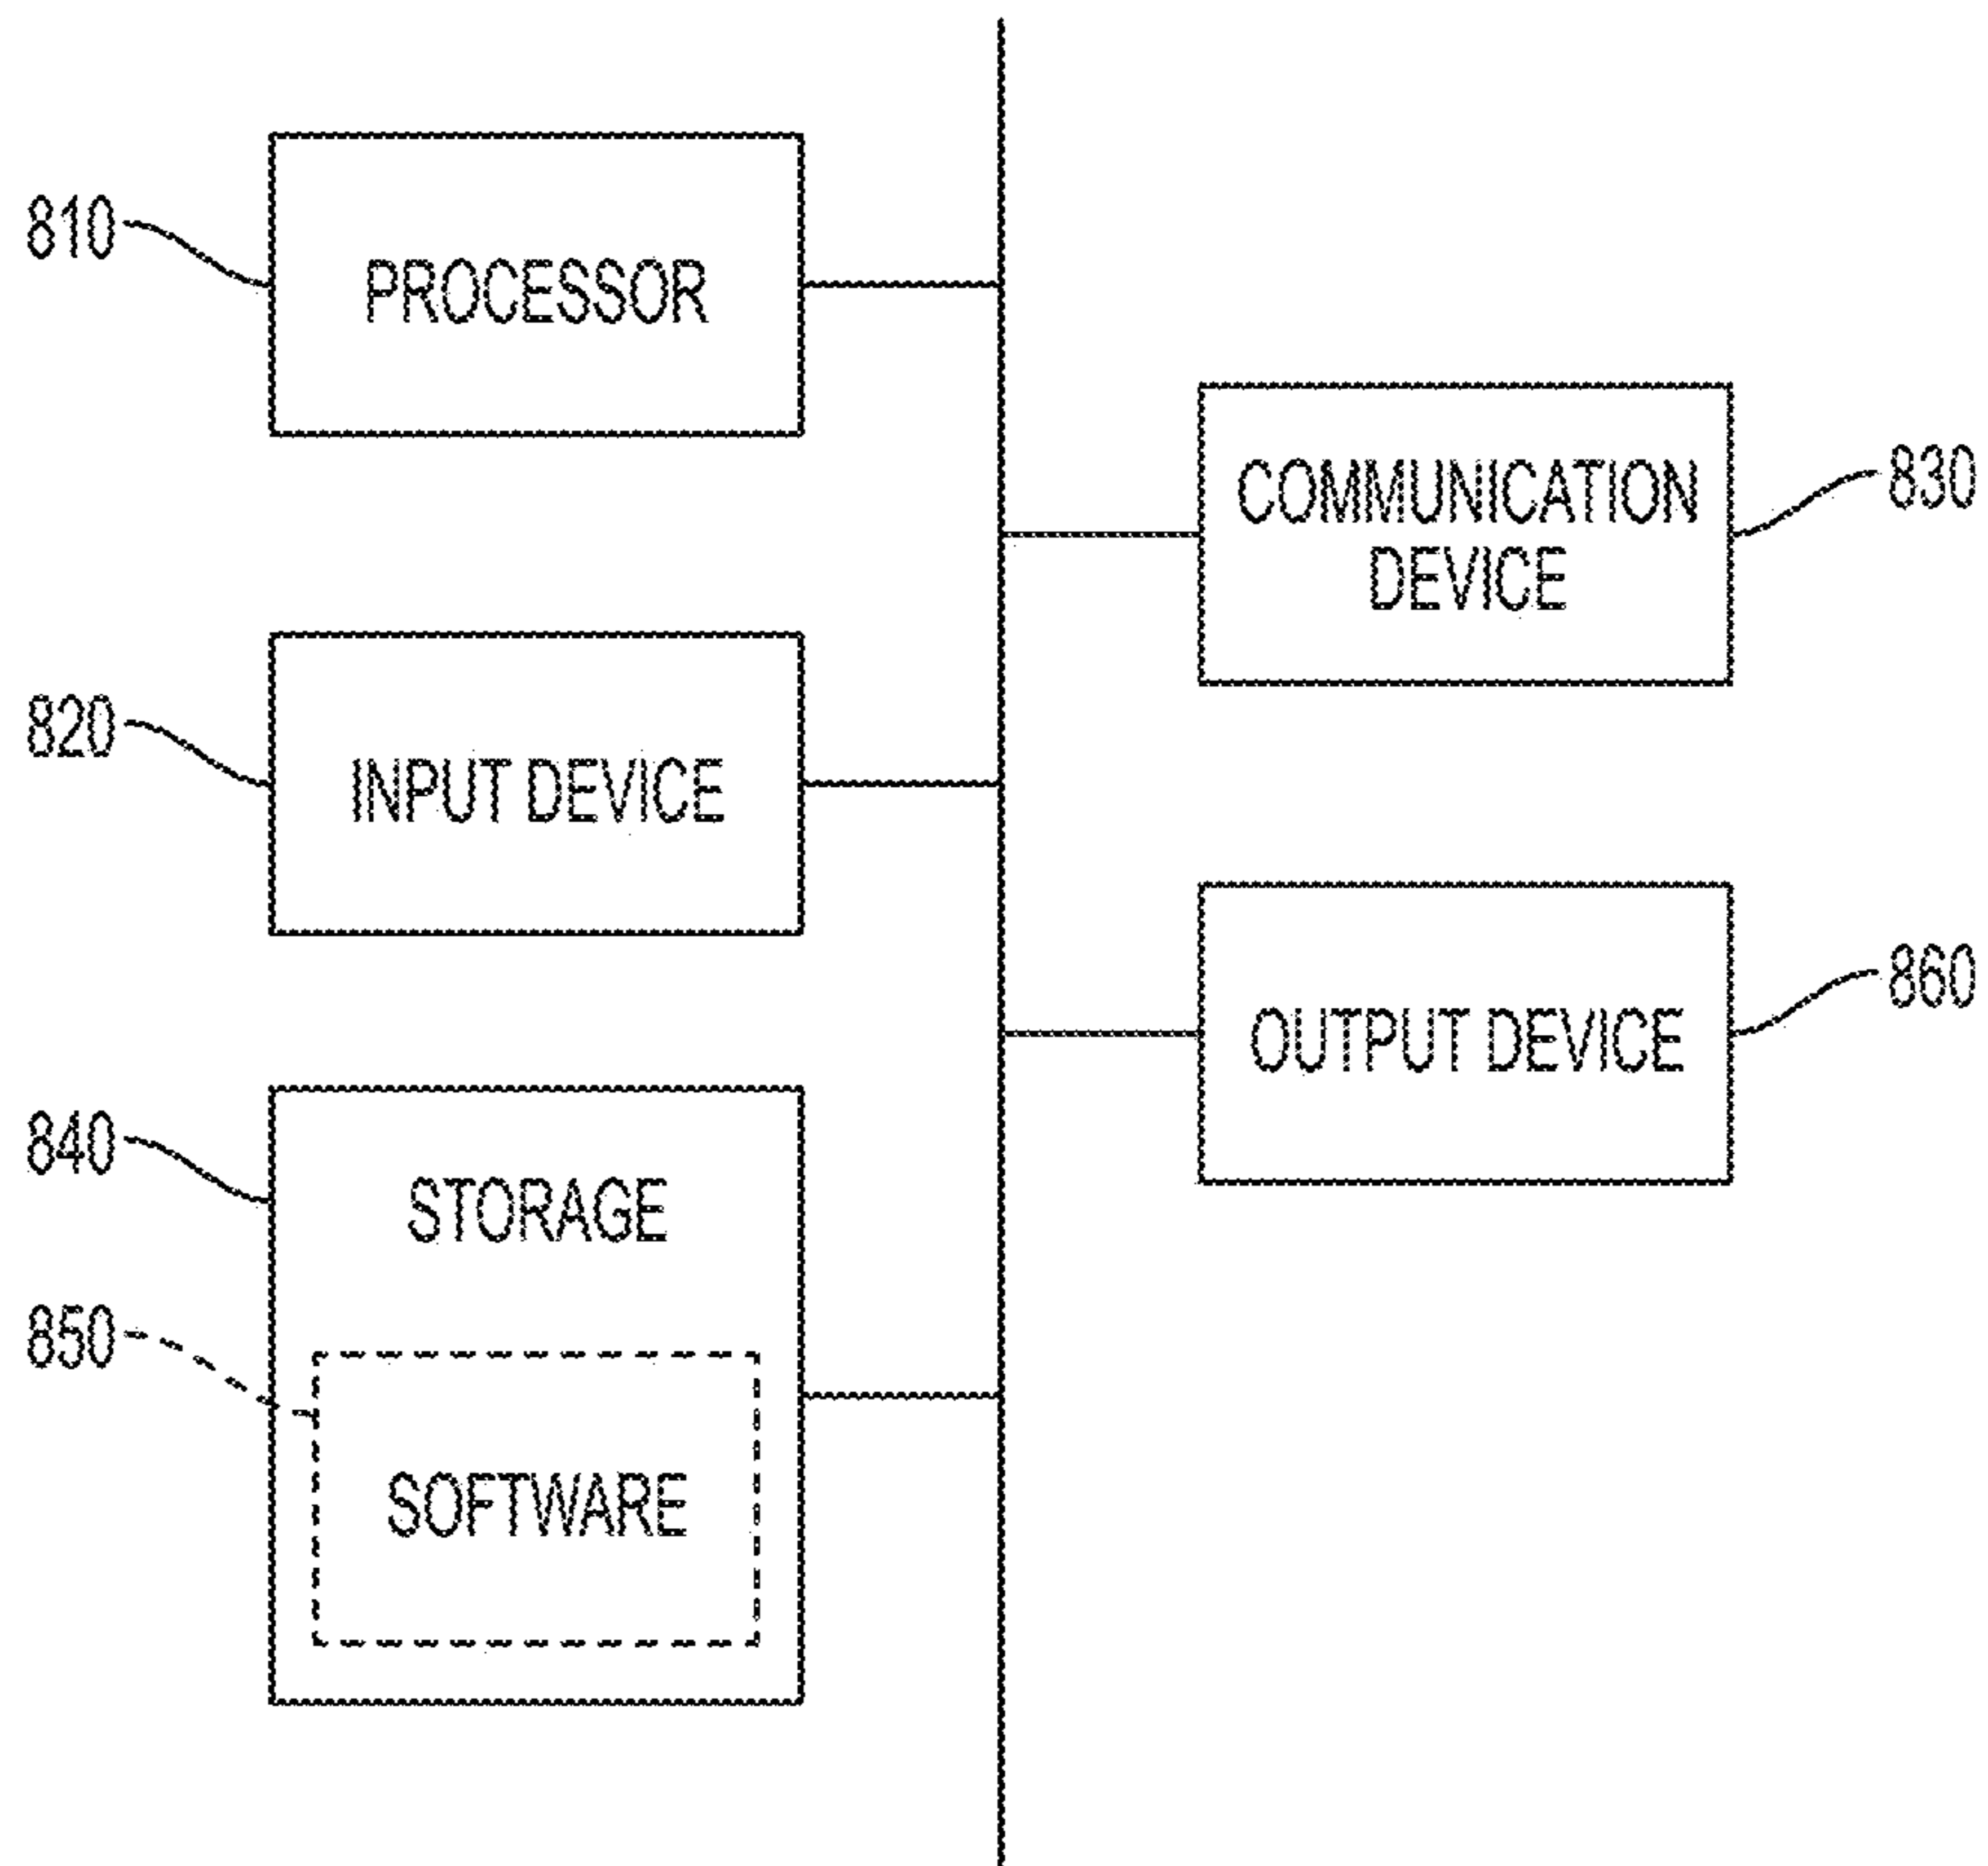 810
PROCESSOR
COMMUNICATION
DEVICE
830
820
INPUT DEVICE
OUTPUT DEVICE
860
840
STORAGE
850
SOFTWARE